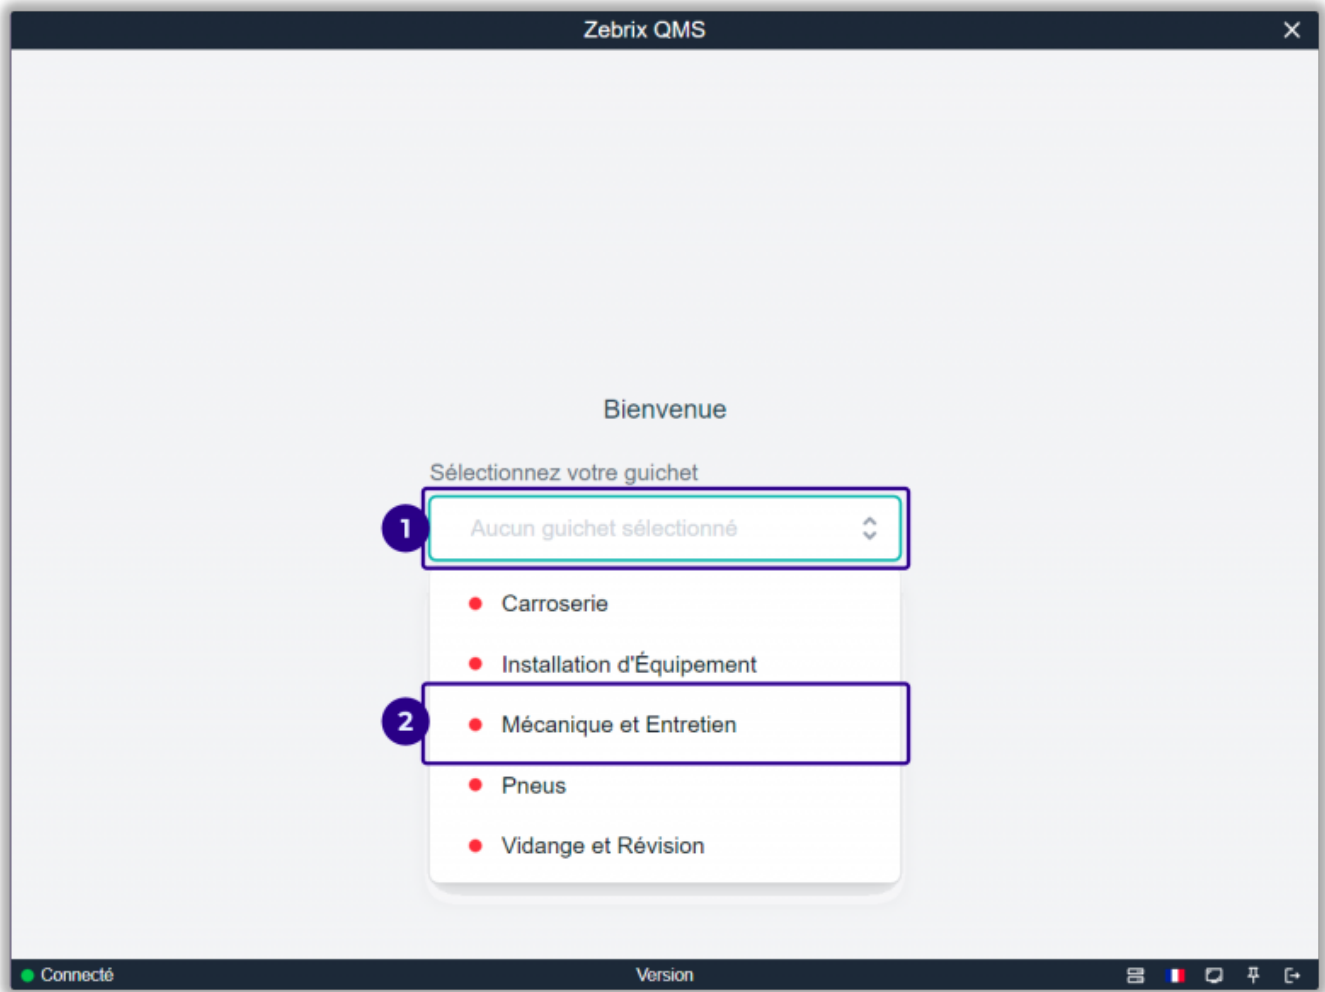 Zebrix QMS
Bienvenue
Sélectionnez votre guichet
1
Aucun guichet sélectionné
Carroserie
Installation d'Équipement
2
Mécanique et Entretien
Pneus
Vidange et Révision
Connecté
Version